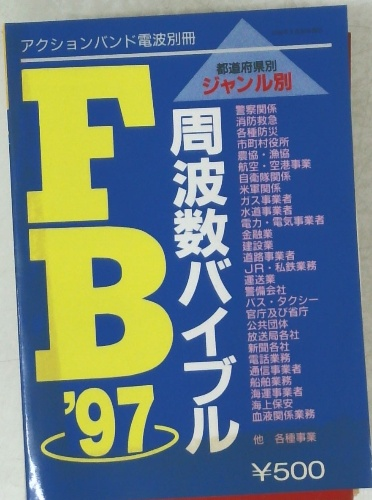 アクションバンド電波別冊
都道府県別
ジャンル別
FB
'97
周波数バイブル
警察関係
消防救急
各種防災
市町村役所
農協・漁協
航空・空港事業
自衛隊関係
米軍関係
ガス事業者
水道事業者
電力・電気事業者
金融業
建設業
道路事業者
JR・私鉄業務
運送業
警備会社
バス・タクシー
官庁及び省庁
公共団体
放送局各社
新聞各社
電話業務
通信事業者
船舶業務
海運事業者
海上保安
血液関係業務
他 各種事業
¥500